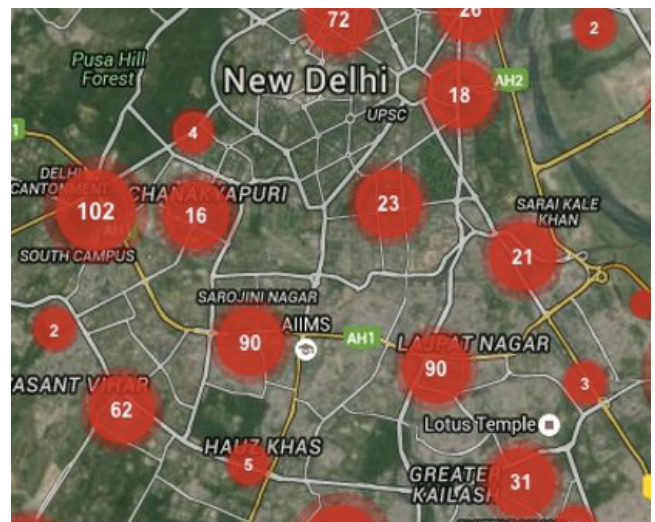 72
26
2
Pusa Hill
Forest
New Delhi
AH2
18
UPSC
1
4
DELHI
CANTONMENT
CHANAKYAPURI
102
16
23
AH1
SARAI KALE
KHAN
SOUTH CAMPUS
21
SAROJINI NAGAR
2
90
AIIMS
AH1
LAJPAT NAGAR
90
VASANT VIHAR
3
62
Lotus Temple
HAUZ KHAS
5
GREATER
KAILASH
31